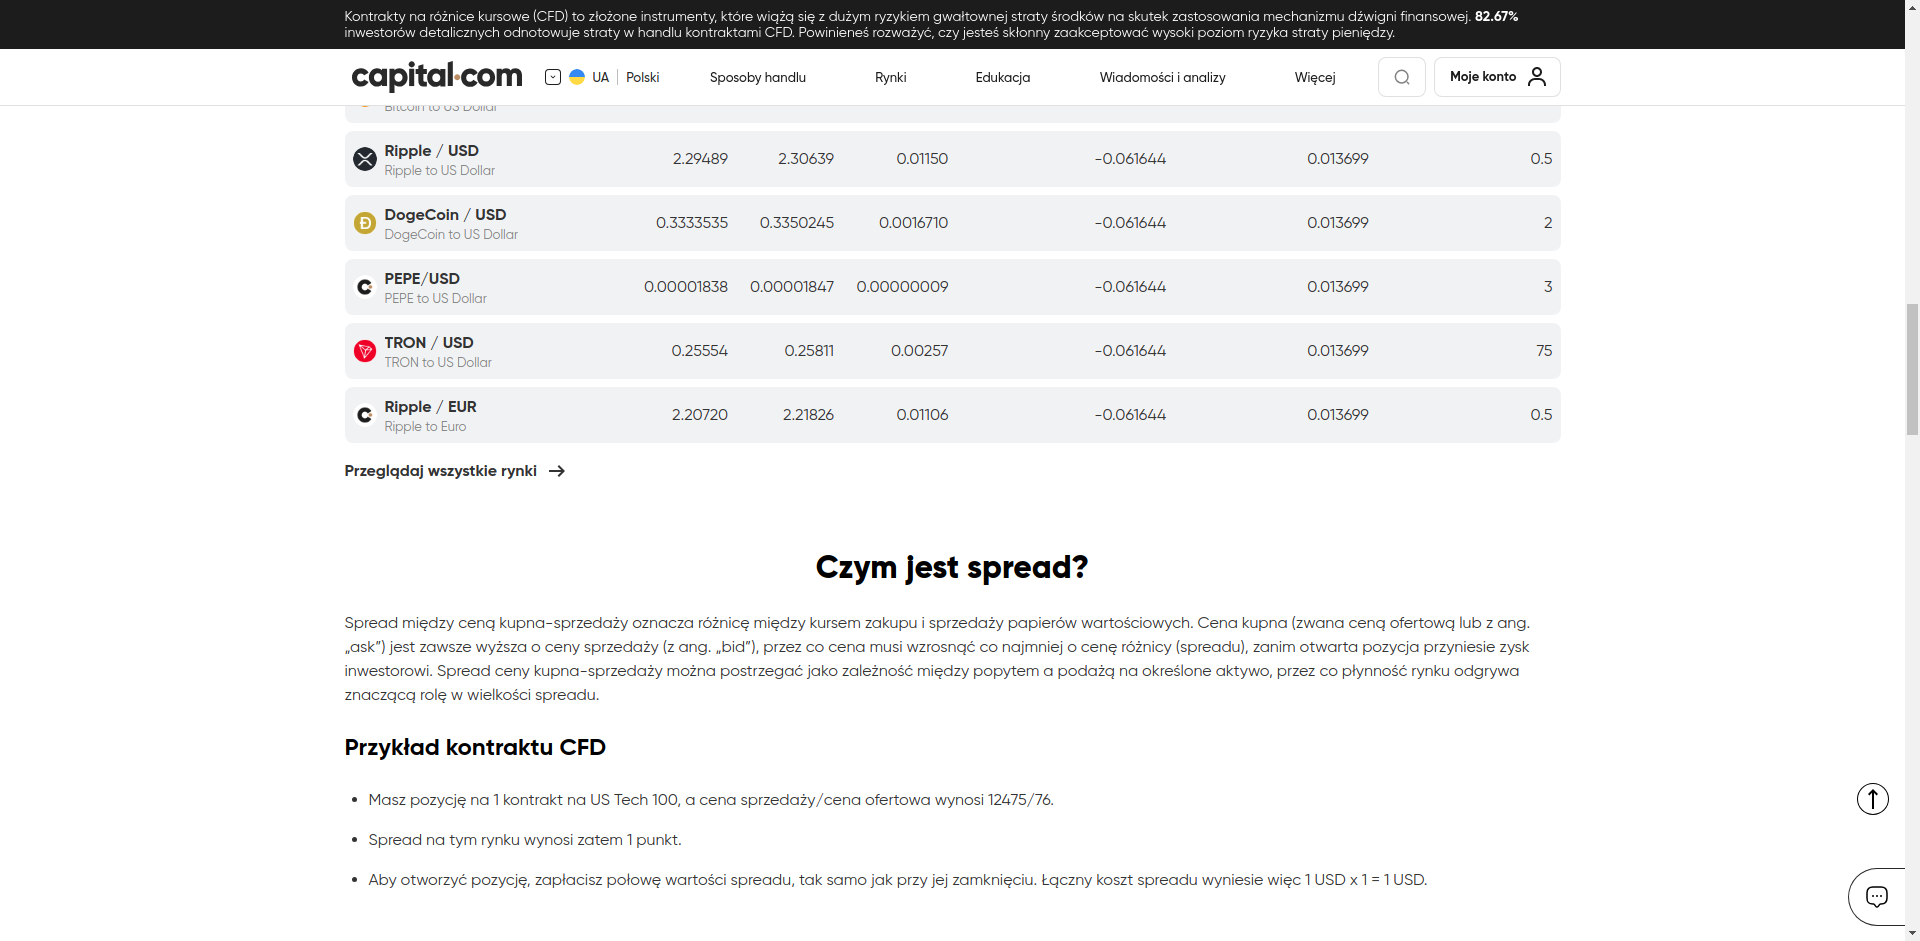 Kontrakty na różnice kursowe (CFD) to złożone instrumenty, które wiążą się z dużym ryzykiem gwałtownej straty środków na skutek zastosowania mechanizmu dźwigni finansowej. 82.67%
inwestorów detalicznych odnotowuje straty w handlu kontraktami CFD. Powinieneś rozważyć, czy jesteś skłonny zaakceptować wysoki poziom ryzyka straty pieniędzy.
capital.com UA Polski Sposoby handlu Rynki Edukacja Wiadomości i analizy Więcej Moje konto
Bitcoin to US Dollar
Ripple / USD 2.29489 2.30639 0.01150 -0.061644 0.013699 0.5
Ripple to US Dollar
DogeCoin / USD 0.3333535 0.3350245 0.0016710 -0.061644 0.013699 2
DogeCoin to US Dollar
PEPE/USD 0.00001838 0.00001847 0.00000009 -0.061644 0.013699 3
PEPE to US Dollar
TRON / USD 0.25554 0.25811 0.00257 -0.061644 0.013699 75
TRON to US Dollar
Ripple / EUR 2.20720 2.21826 0.01106 -0.061644 0.013699 0.5
Ripple to Euro
Przeglądaj wszystkie rynki
Czym jest spread?
Spread między ceną kupna-sprzedaży oznacza różnicę między kursem zakupu i sprzedaży papierów wartościowych. Cena kupna (zwana ceną ofertową lub z ang.
„ask”) jest zawsze wyższa o ceny sprzedaży (z ang. „bid”), przez co cena musi wzrosnąć co najmniej o cenę różnicy (spreadu), zanim otwarta pozycja przyniesie zysk
inwestorowi. Spread ceny kupna-sprzedaży można postrzegać jako zależność między popytem a podażą na określone aktywo, przez co płynność rynku odgrywa
znaczącą rolę w wielkości spreadu.
Przykład kontraktu CFD
• Masz pozycję na 1 kontrakt na US Tech 100, a cena sprzedaży/cena ofertowa wynosi 12475/76.
• Spread na tym rynku wynosi zatem 1 punkt.
• Aby otworzyć pozycję, zapłacisz połowę wartości spreadu, tak samo jak przy jej zamknięciu. Łączny koszt spreadu wyniesie więc 1 USD x 1 = 1 USD.